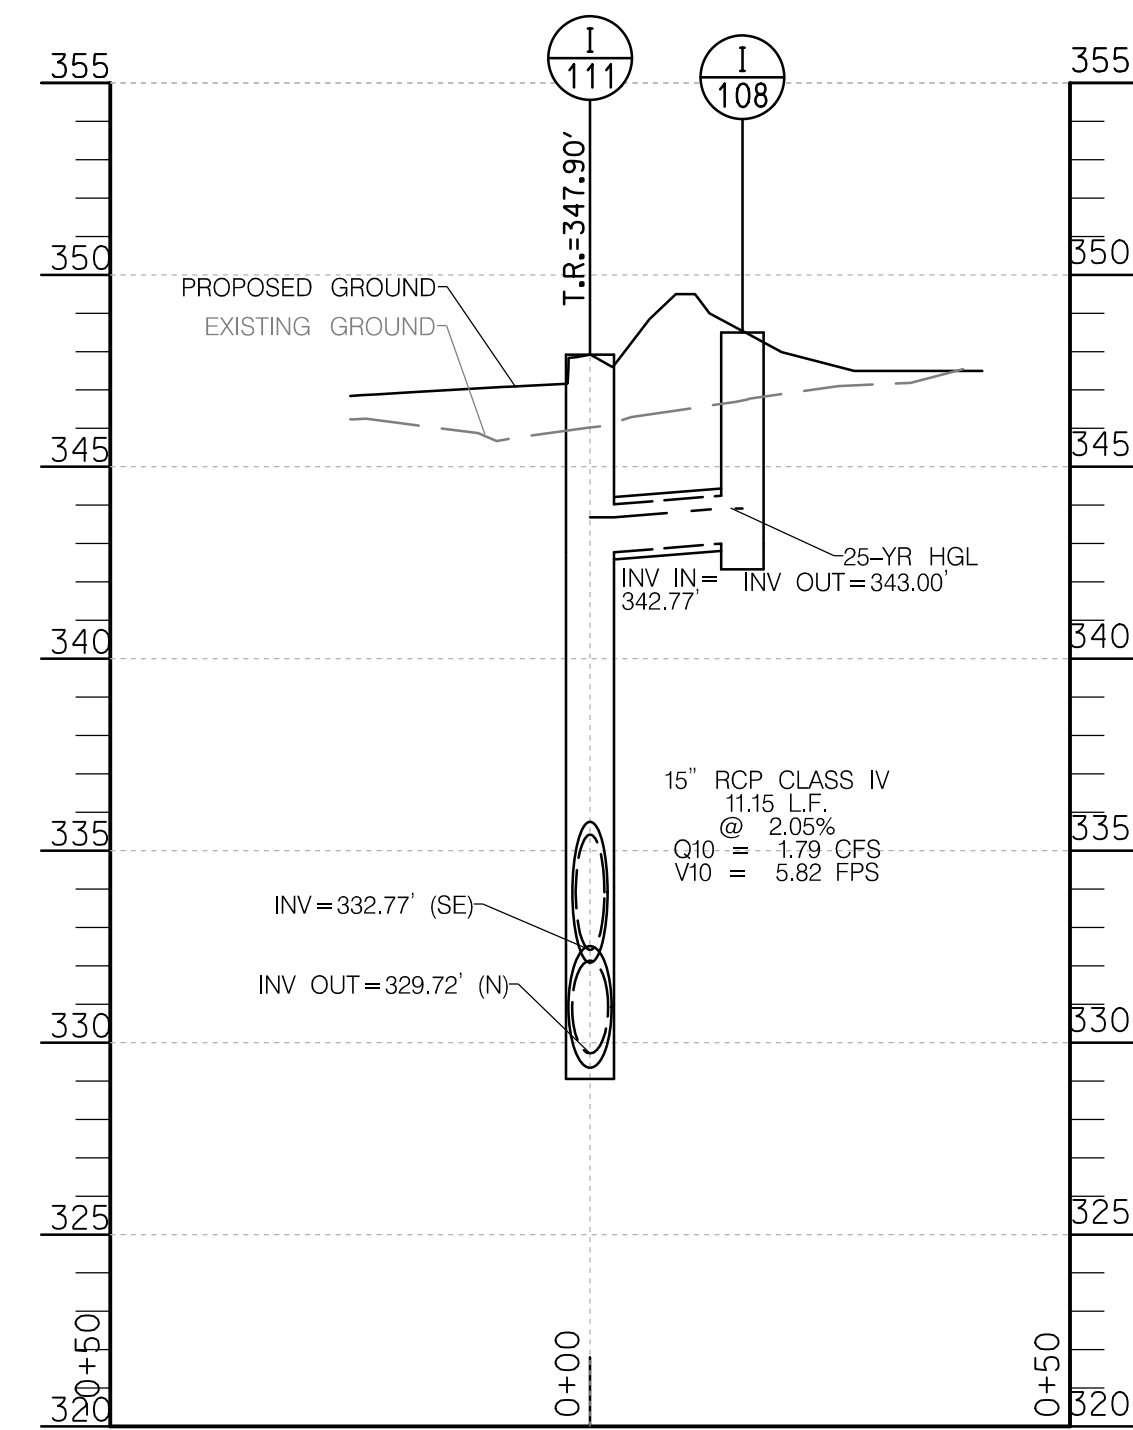 I
111
I
108
355
355
T.R.=347.90'
350
350
PROPOSED GROUND
EXISTING GROUND
345
345
25-YR HGL
INV IN =
342.77'
INV OUT=343.00'
340
340
15" RCP CLASS IV
11.15 L.F.
@ 2.05%
Q10 = 1.79 CFS
V10 = 5.82 FPS
335
335
INV=332.77' (SE)
INV OUT=329.72' (N)
330
330
325
325
-0+50
0+00
0+50
320
320